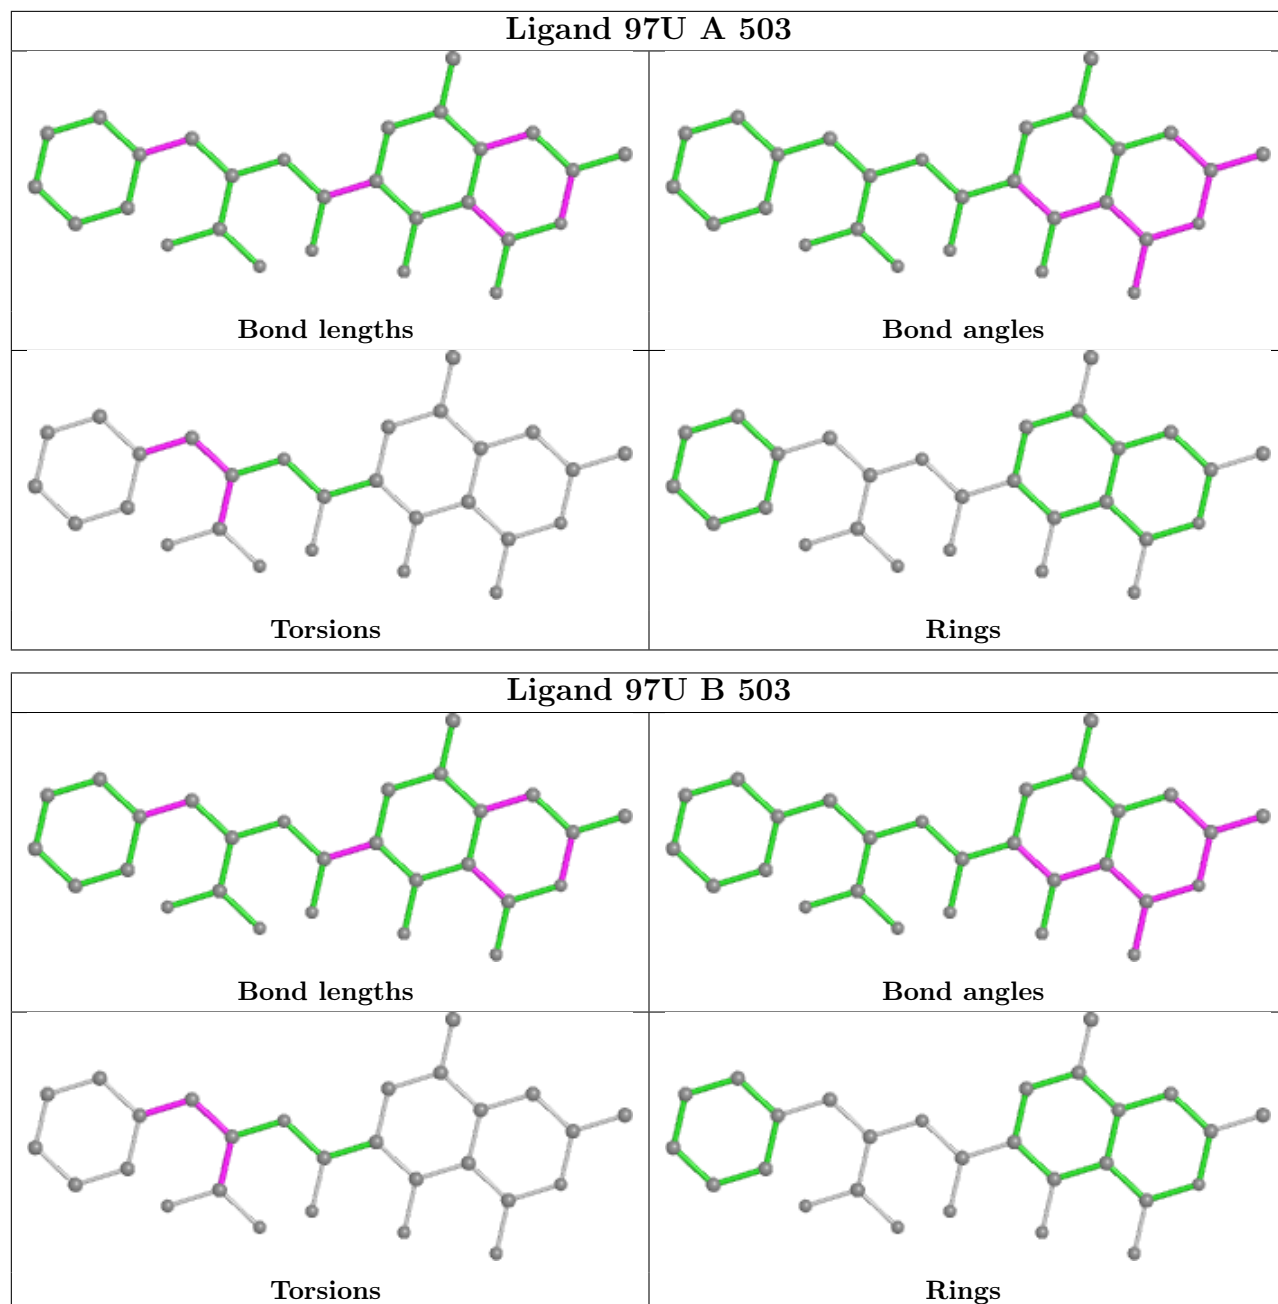 Ligand 97U A 503
Bond lengths
Bond angles
Torsions
Rings
Ligand 97U B 503
Bond lengths
Bond angles
Torsions
Rings